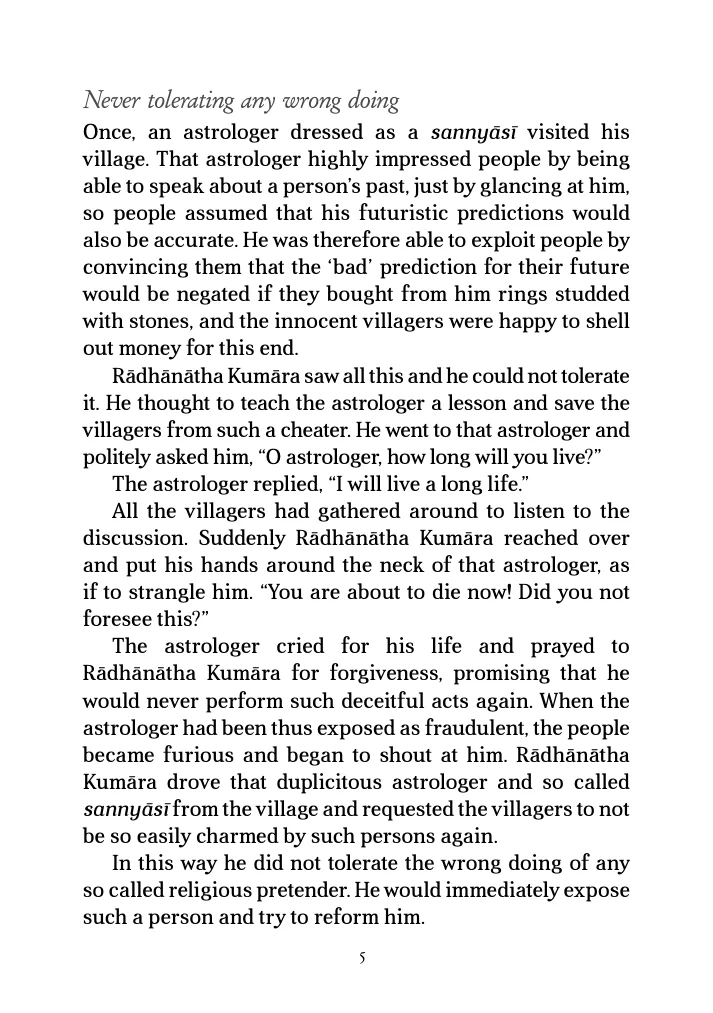 Never tolerating any wrong doing
Once, an astrologer dressed as a sannyāsī visited his
village. That astrologer highly impressed people by being
able to speak about a person’s past, just by glancing at him,
so people assumed that his futuristic predictions would
also be accurate. He was therefore able to exploit people by
convincing them that the ‘bad’ prediction for their future
would be negated if they bought from him rings studded
with stones, and the innocent villagers were happy to shell
out money for this end.
Rādhānātha Kumāra saw all this and he could not tolerate
it. He thought to teach the astrologer a lesson and save the
villagers from such a cheater. He went to that astrologer and
politely asked him, “O astrologer, how long will you live?”
The astrologer replied, “I will live a long life.”
All the villagers had gathered around to listen to the
discussion. Suddenly Rādhānātha Kumāra reached over
and put his hands around the neck of that astrologer, as
if to strangle him. “You are about to die now! Did you not
foresee this?”
The astrologer cried for his life and prayed to
Rādhānātha Kumāra for forgiveness, promising that he
would never perform such deceitful acts again. When the
astrologer had been thus exposed as fraudulent, the people
became furious and began to shout at him. Rādhānātha
Kumāra drove that duplicitous astrologer and so called
sannyāsī from the village and requested the villagers to not
be so easily charmed by such persons again.
In this way he did not tolerate the wrong doing of any
so called religious pretender. He would immediately expose
such a person and try to reform him.
5